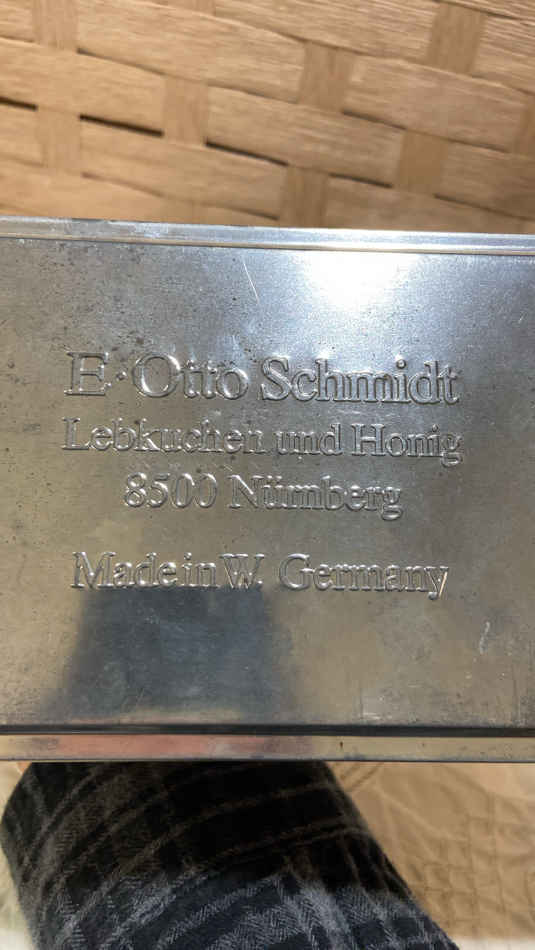 E·Otto Schmidt
Lebkuchen und Honig
8500 Nürnberg
Made in W. Germany